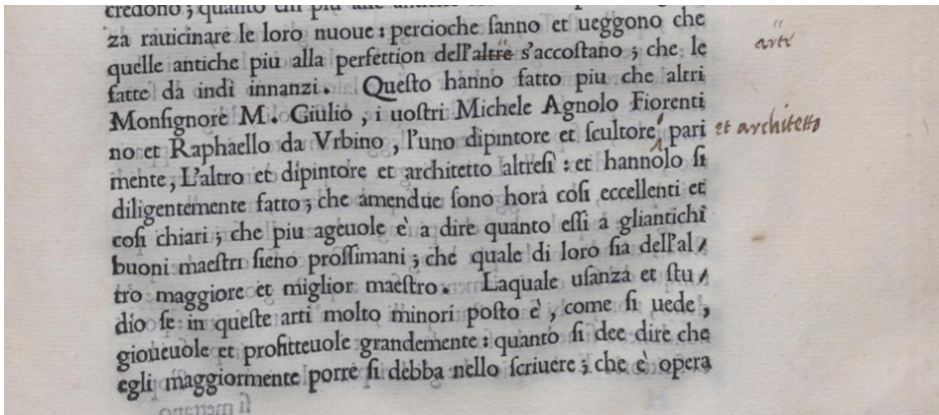 credono; quanto chi più alle antiche
za rauicinare le loro nuoue: percioche sanno et ueggono che
quelle antiche piu alla perfettion dell'altre s'accostano; che le
arti
fatte da indi innanzi. Questo hanno fatto piu che altri
Monsignore M. Giulio, i uostri Michele Agnolo Fiorenti
no et Raphaello da Vrbino, l'uno dipintore et scultore, pari
et architetto
mente, L'altro et dipintore et architetto altresi: et hannolo si
diligentemente fatto; che amendue sono hora cosi eccellenti et
cosi chiari; che piu ageuole è a dire quanto essi a gliantichi
buoni maestri sieno prossimani; che quale di loro sia dell'al/
tro maggiore et miglior maestro. Laquale usanza et stu/
dio se in queste arti molto minori posto è, come si uede,
gioueuole et profitteuole grandemente: quanto si dee dire che
egli maggiormente porre si debba nello scriuere; che è opera